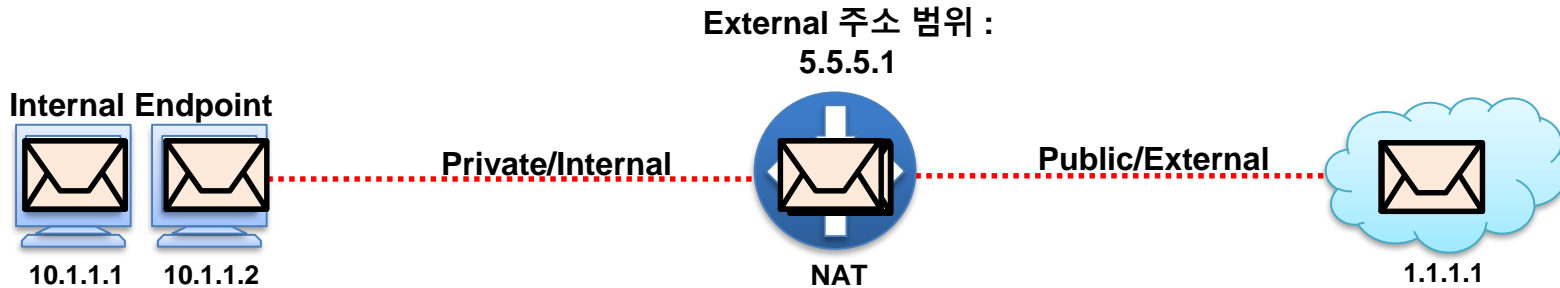 External 주소 범위 :
5.5.5.1
Internal Endpoint
Private/Internal
Public/External
10.1.1.1
10.1.1.2
NAT
1.1.1.1